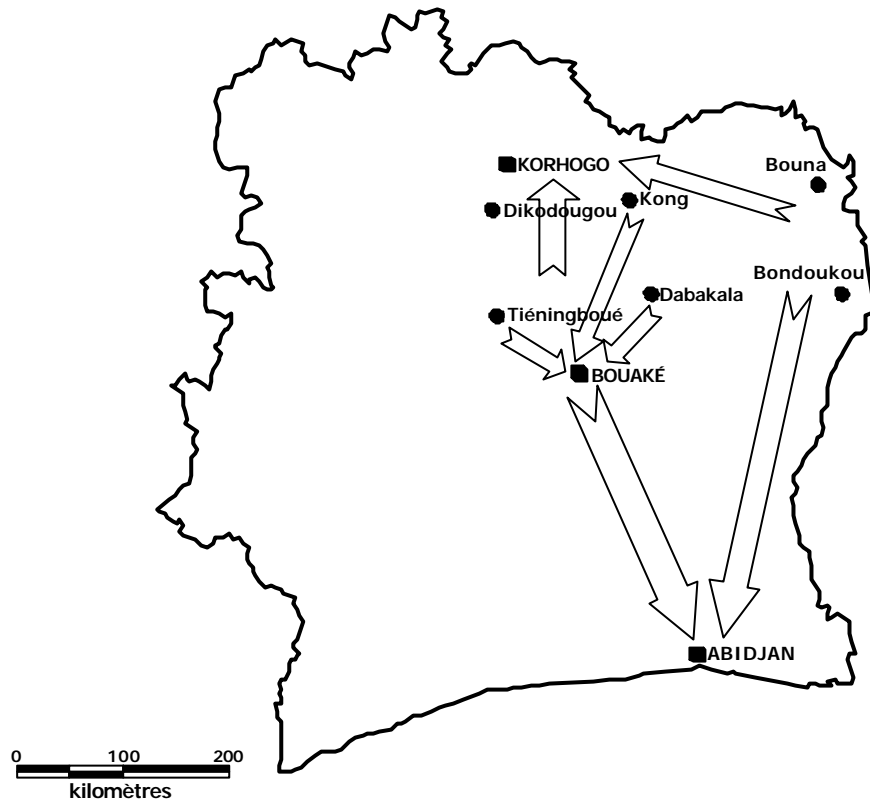 KORHOGO
Bouna
Dikodougou
Kong
Bondoukou
Dabakala
Tiéningboué
BOUAKÉ
ABIDJAN
0 100 200
kilomètres